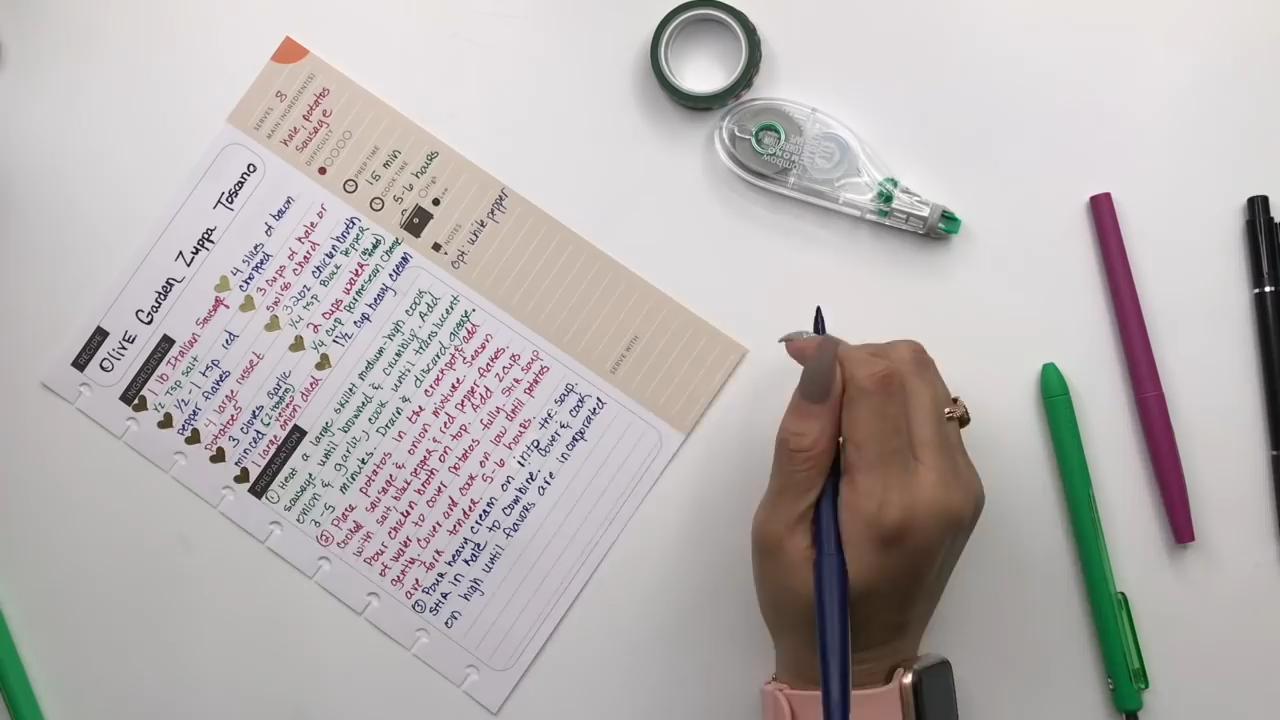 RECIPE
OLIVE Garden Zuppa Toscano
INGREDIENTS
1 lb Italian Sausage
1/2 tsp salt
1/2 - 1 tsp red
pepper flakes
4 large russet
potatoes
3 cloves garlic
minced
1 large onion diced
4 slices of bacon
chopped
3 Cups of kale or
Swiss chard
32oz chicken broth
1/4 tsp Black Pepper
2 Cups water
1/4 cup Parmesean Cheese
1 1/2 cup heavy cream
PREPARATION
① Heat a large skillet medium-high cook
sausage until browned & crumbly. Add
onion & garlic, cook until translucent
3-5 minutes. Drain & discard grease.
② Place potatoes in the crockpot & add
cooked sausage & onion mixture. Season
with salt, black pepper & red pepper flakes
Pour chicken broth on top. Add 2 cups
of water to cover potatoes fully. Stir soup
gently. Cover and cook on low until potatoes
are fork tender. 5-6 hours.
③ Pour heavy cream on into the soup.
Stir in kale to combine. Cover & cook
on high until flavors are incorporated
SERVES 8
MAIN INGREDIENT(S)
kale, potatos
sausage
DIFFICULTY
PREP TIME
15 min
COOK TIME
5-6 hours
High
Low
NOTES
opt: white pepper
SERVE WITH
Tombow
MONO
CORRECTION
TAPE